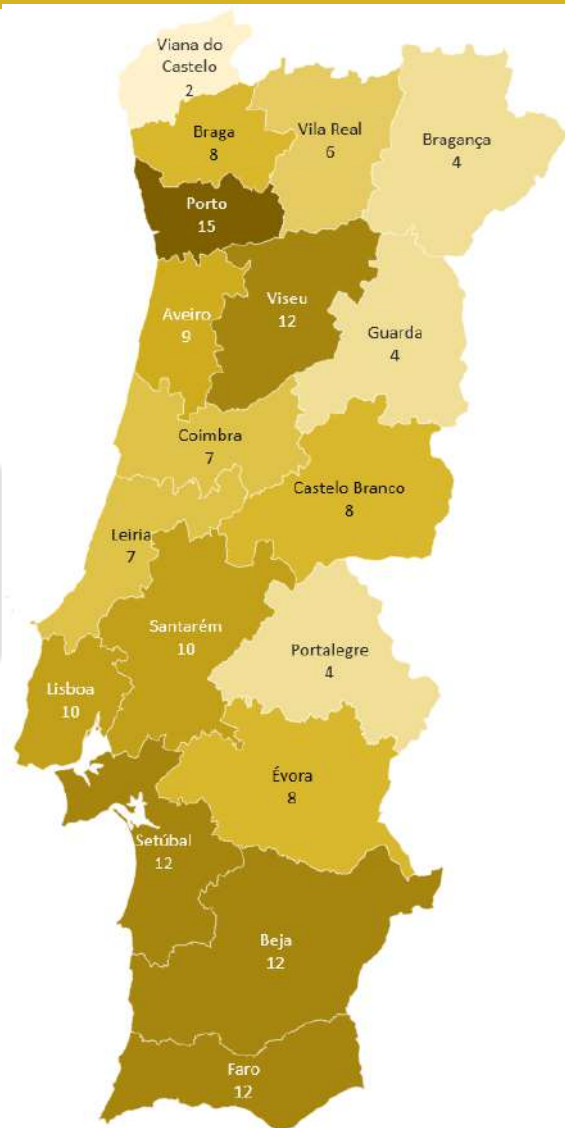 Viana do
Castelo
2
Braga
8
Vila Real
6
Bragança
4
Porto
15
Aveiro
9
Viseu
12
Guarda
4
Coimbra
7
Castelo Branco
8
Leiria
7
Santarém
10
Portalegre
4
Lisboa
10
Évora
8
Setúbal
12
Beja
12
Faro
12